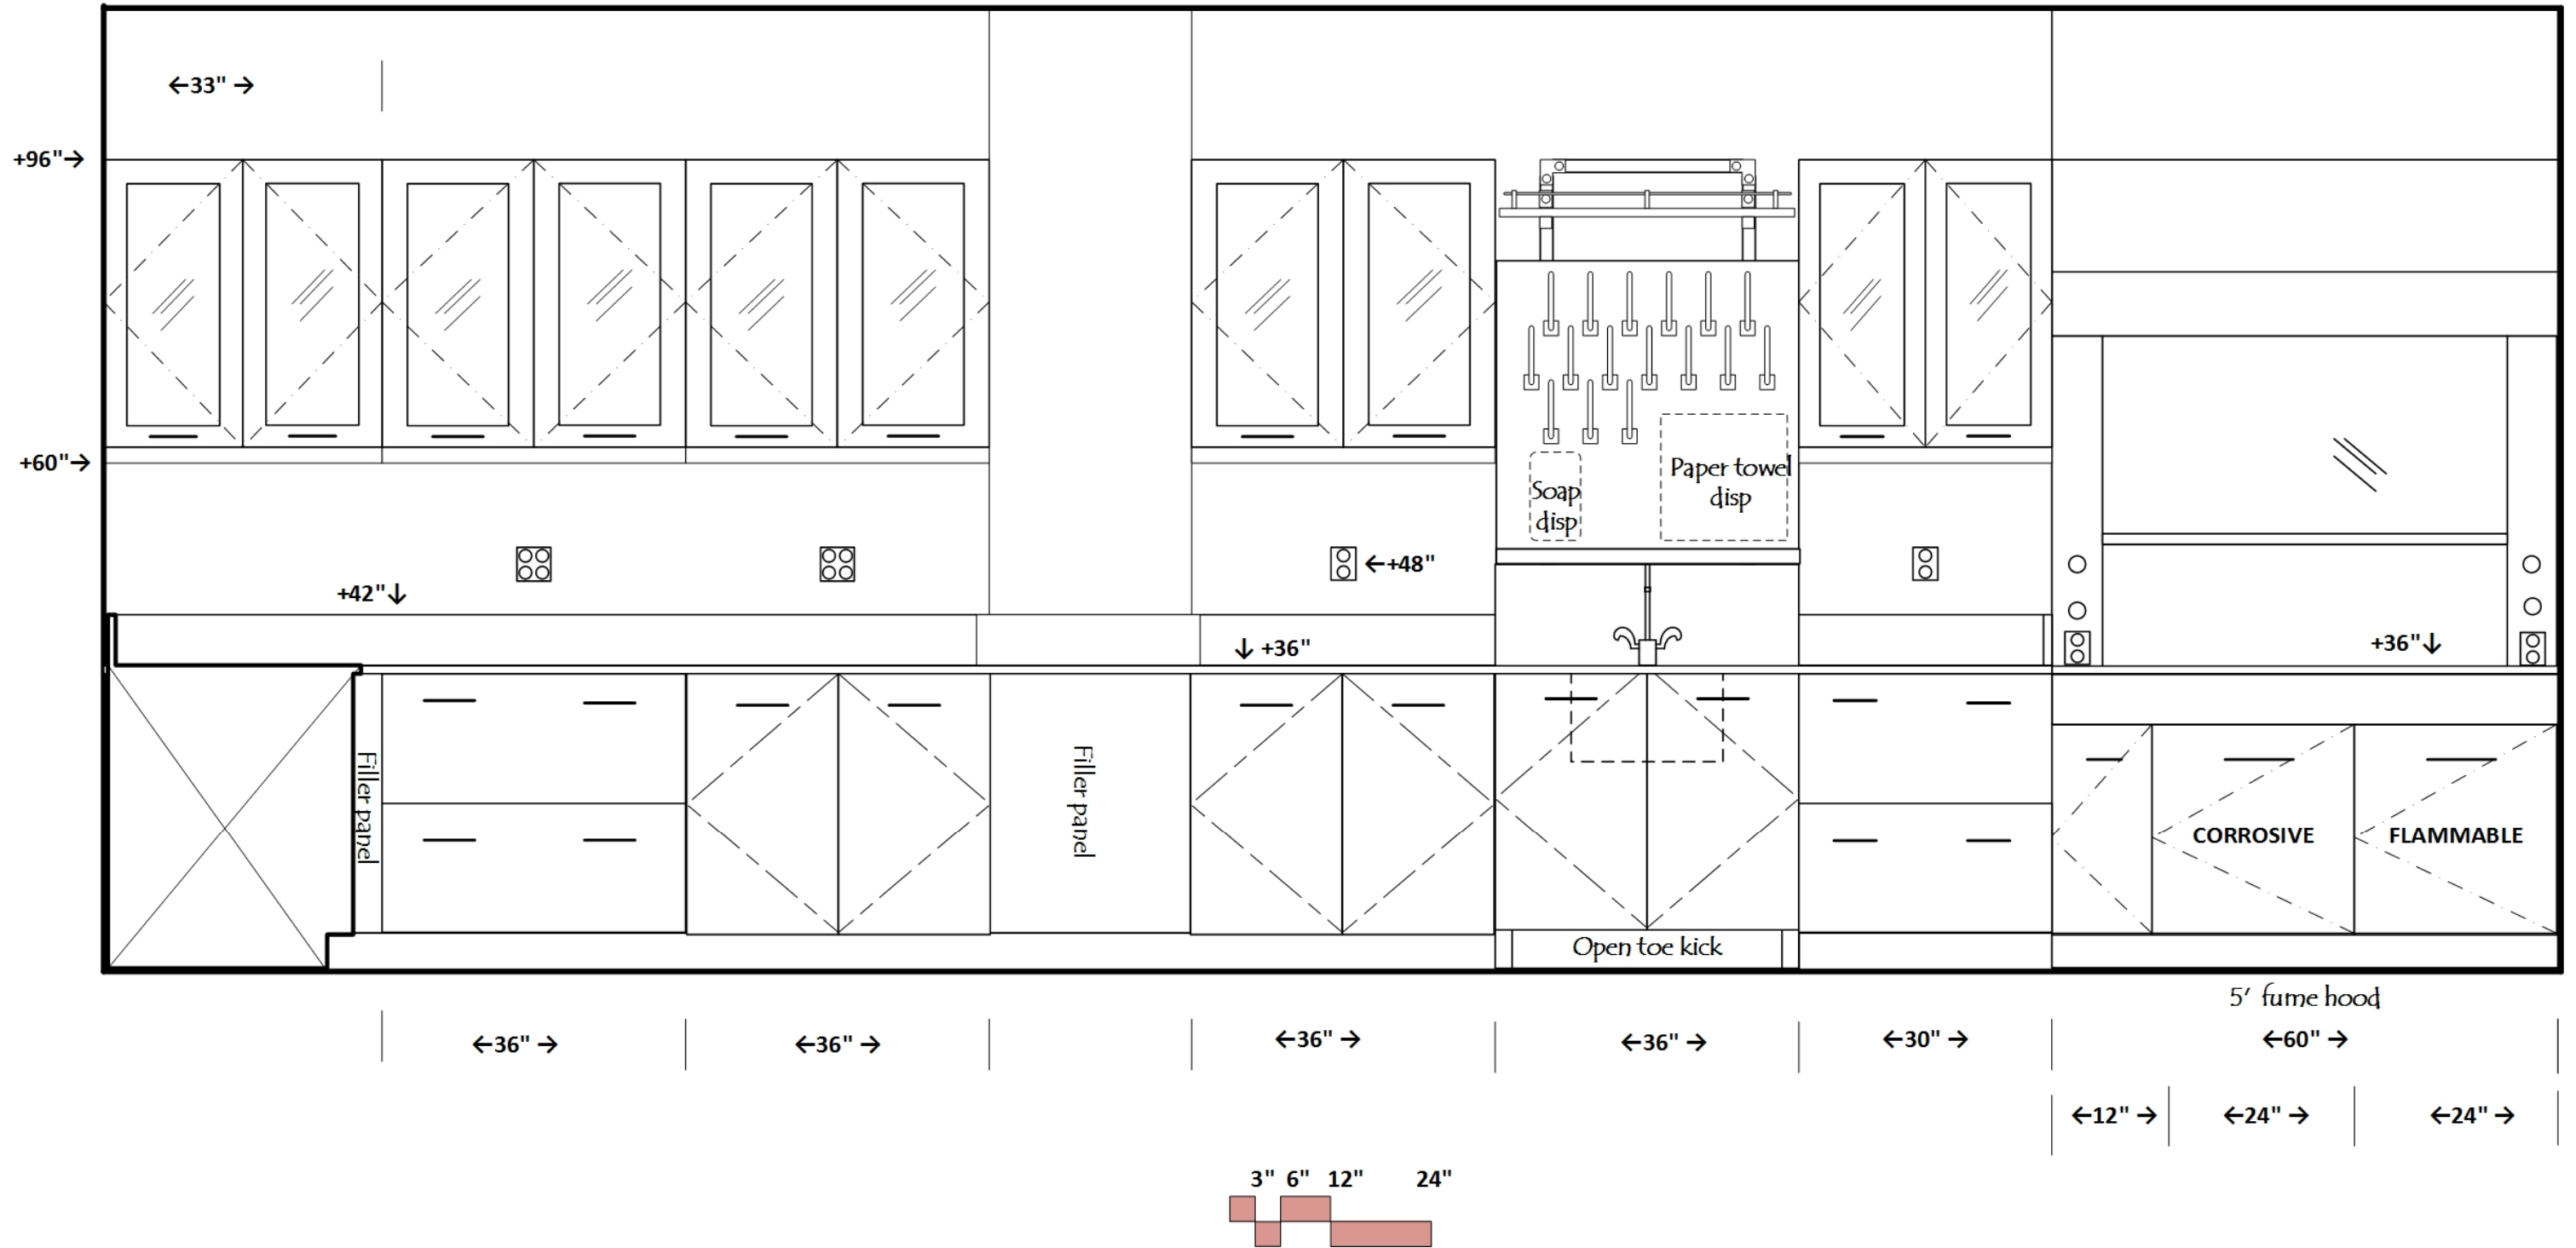 ←33" →
+96"→
+60"→
Soap
disp
Paper towel
disp
←+48"
+42"↓
↓ +36"
+36"↓
Filler panel
Filler panel
CORROSIVE
FLAMMABLE
Open toe kick
5' fume hood
←36" →
←36" →
←36" →
←36" →
←30" →
←60" →
←12" →
←24" →
←24" →
3" 6" 12" 24"